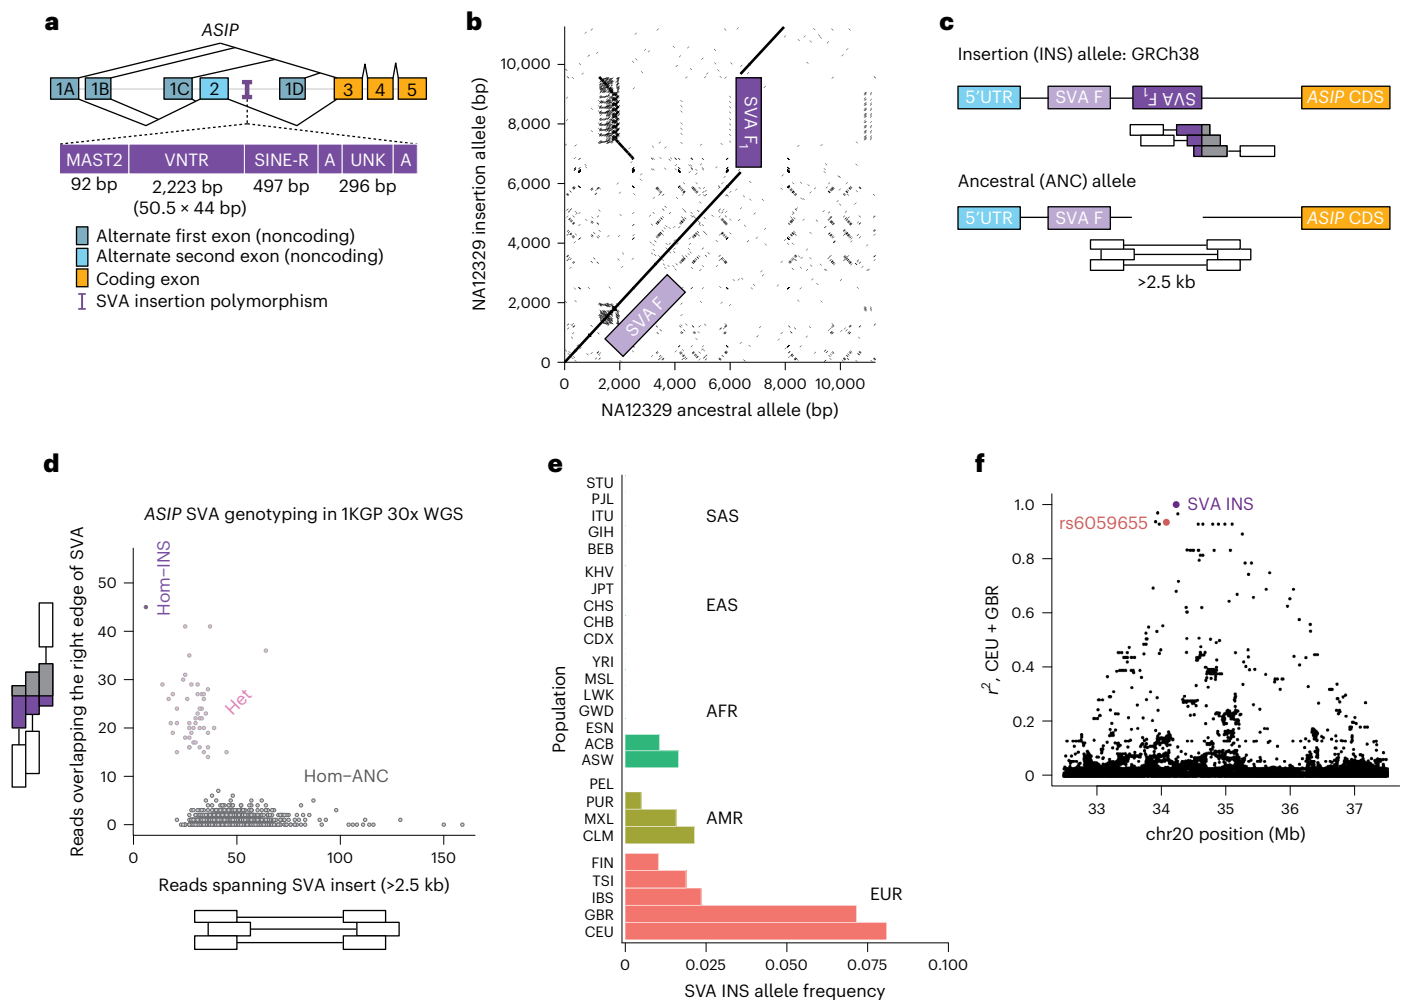 a
ASIP
1A
1B
1C
2
1D
3
4
5
MAST2
VNTR
SINE-R
A
UNK
A
92 bp
2,223 bp
(50.5 × 44 bp)
497 bp
296 bp
Alternate first exon (noncoding)
Alternate second exon (noncoding)
Coding exon
SVA insertion polymorphism
b
NA12329 insertion allele (bp)
10,000
8,000
6,000
4,000
2,000
0
SVA F1
SVA F
0
2,000
4,000
6,000
8,000
10,000
NA12329 ancestral allele (bp)
c
Insertion (INS) allele: GRCh38
5′UTR
SVA F
SVA F1
ASIP CDS
Ancestral (ANC) allele
5′UTR
SVA F
ASIP CDS
>2.5 kb
d
ASIP SVA genotyping in 1KGP 30x WGS
Reads overlapping the right edge of SVA
50
40
30
20
10
0
Hom–INS
Het
Hom–ANC
0
50
100
150
Reads spanning SVA insert (>2.5 kb)
e
Population
STU
PJL
ITU
GIH
BEB
SAS
KHV
JPT
CHS
CHB
CDX
EAS
YRI
MSL
LWK
GWD
ESN
ACB
ASW
AFR
PEL
PUR
MXL
CLM
AMR
FIN
TSI
IBS
GBR
CEU
EUR
0
0.025
0.050
0.075
0.100
SVA INS allele frequency
f
r2, CEU + GBR
1.0
0.8
0.6
0.4
0.2
0
SVA INS
rs6059655
33
34
35
36
37
chr20 position (Mb)